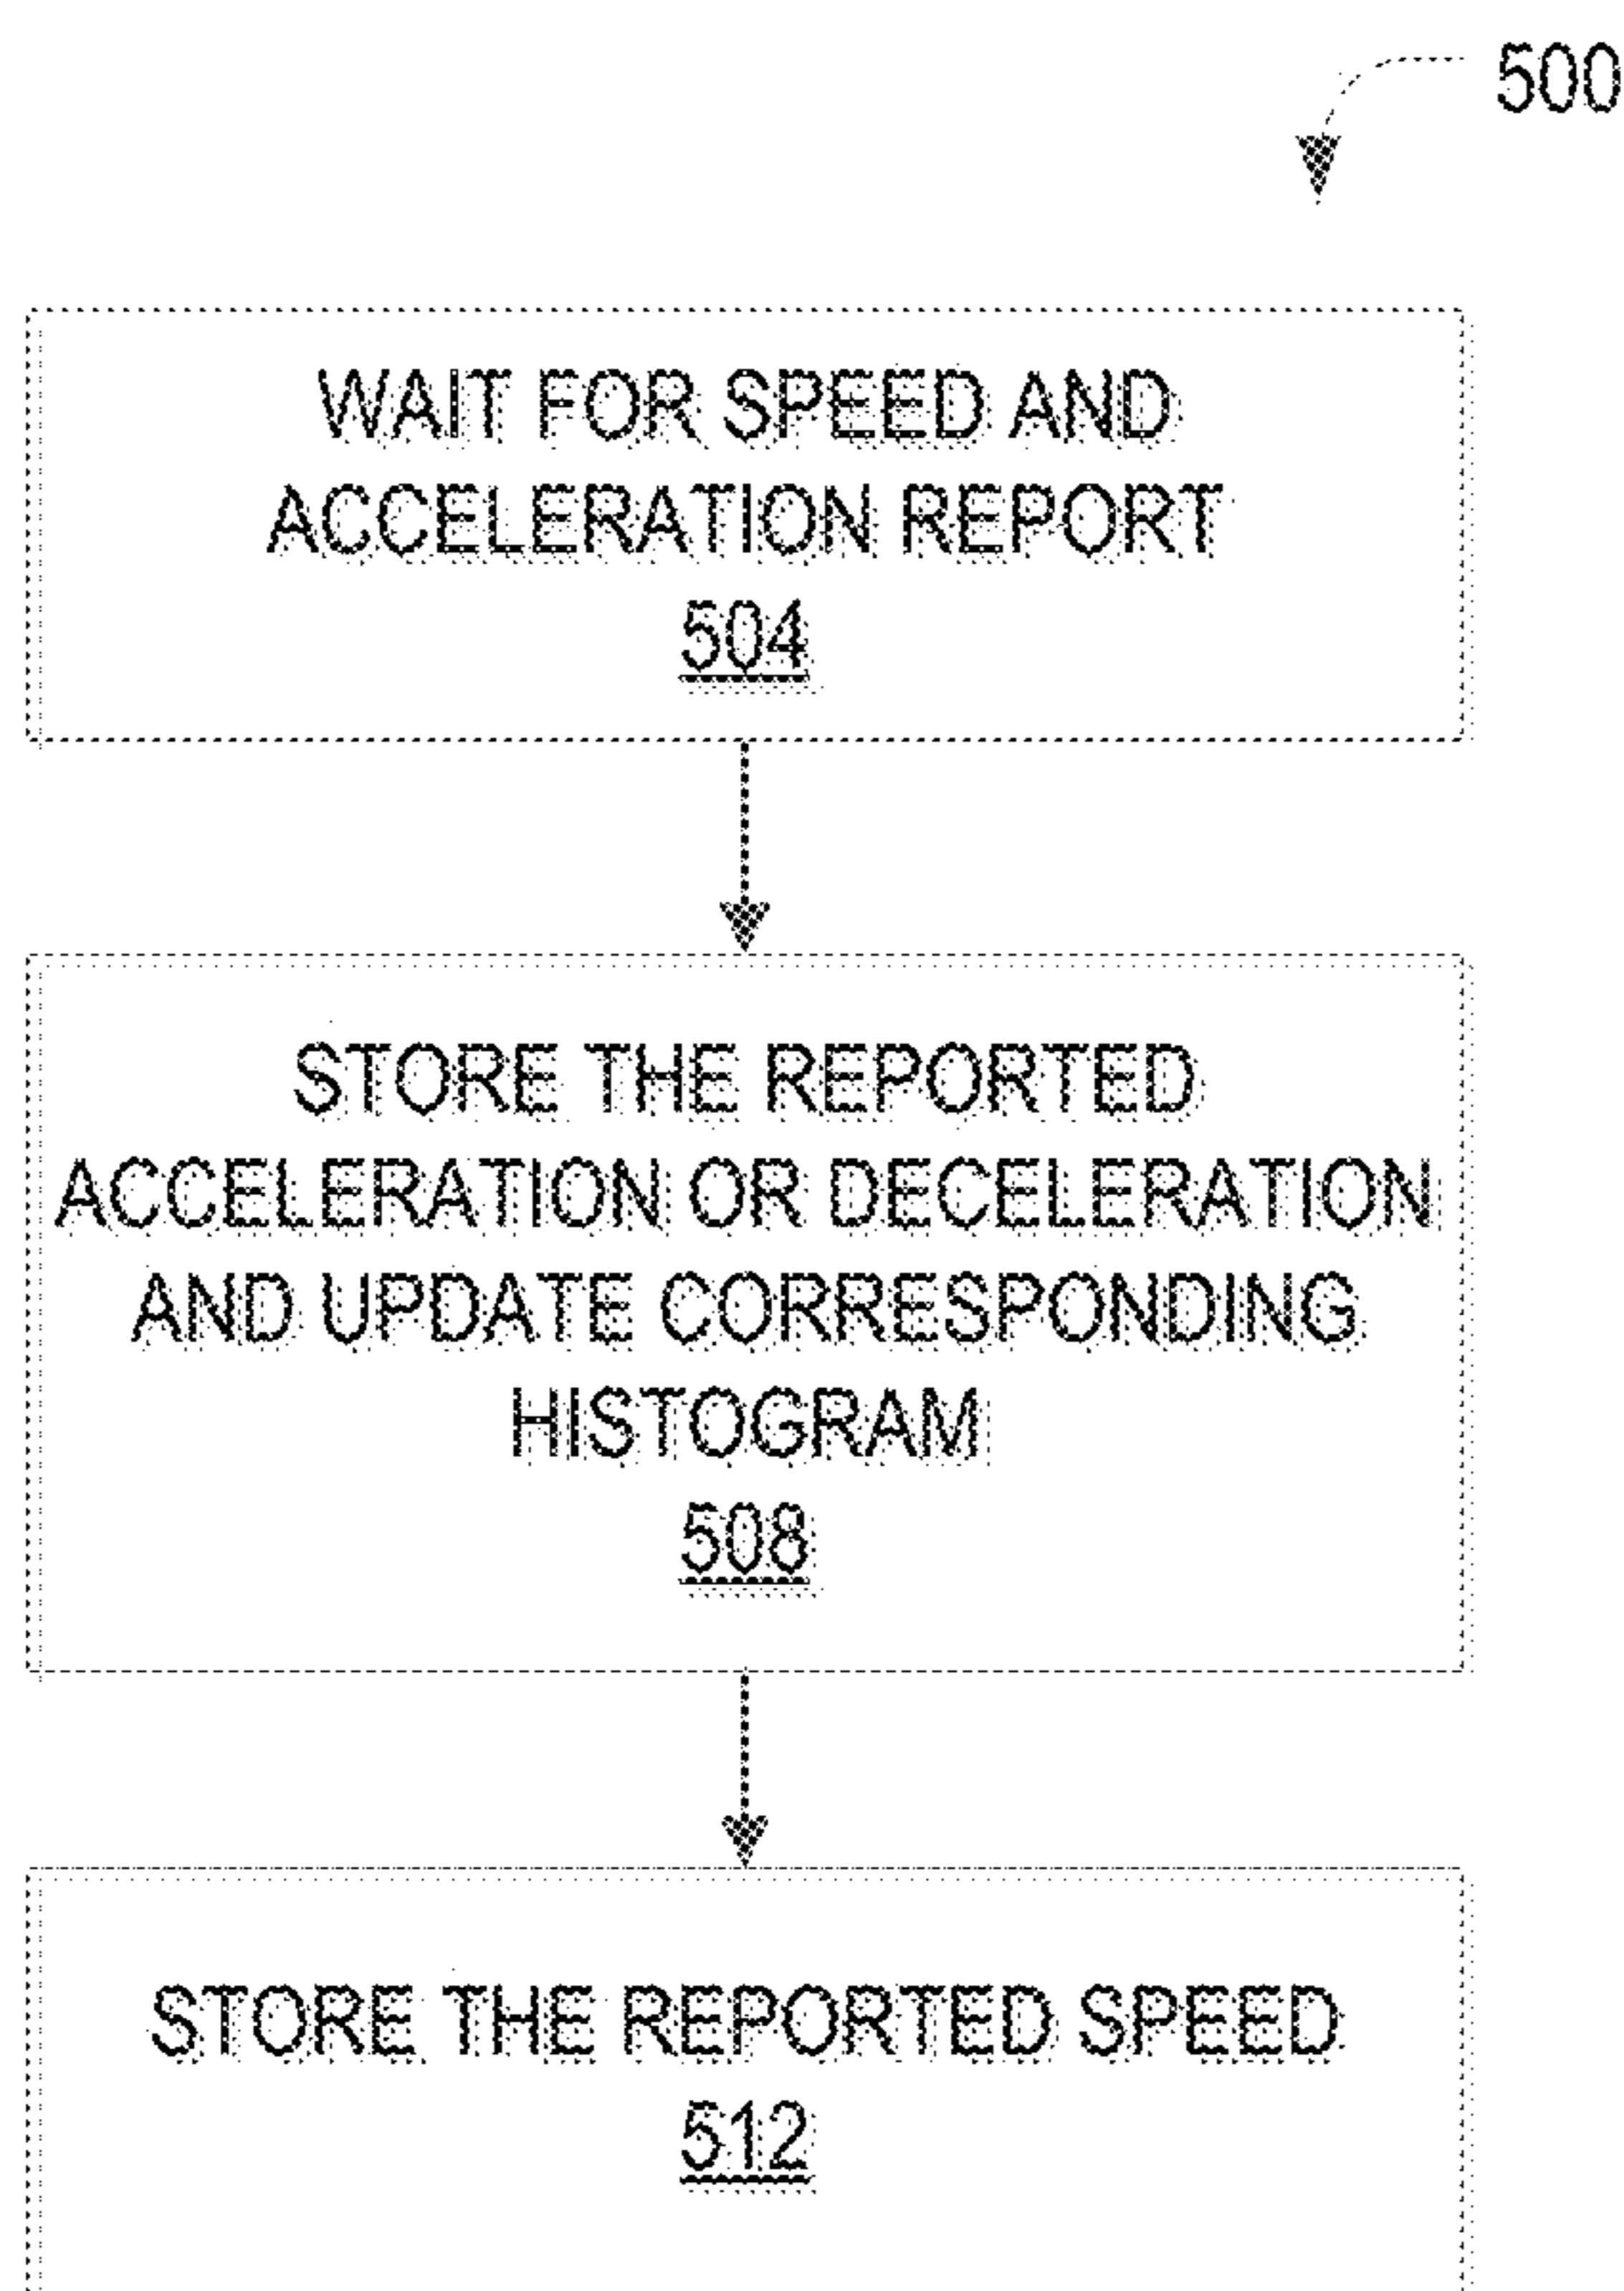 500
WAIT FOR SPEED AND
ACCELERATION REPORT
504
STORE THE REPORTED
ACCELERATION OR DECELERATION
AND UPDATE CORRESPONDING
HISTOGRAM
508
STORE THE REPORTED SPEED
512